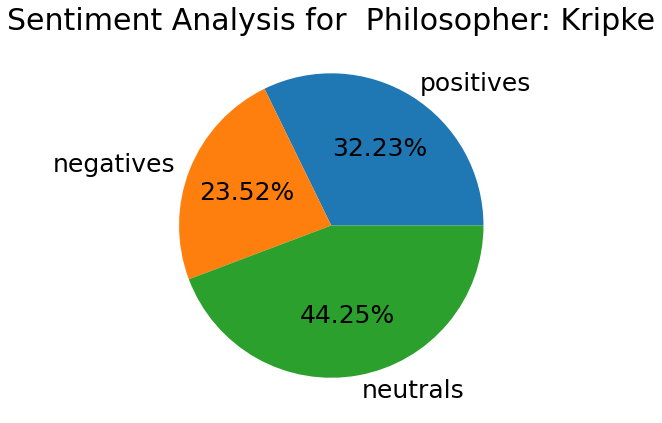 Sentiment Analysis for  Philosopher: Kripke
positives
32.23%
negatives
23.52%
44.25%
neutrals